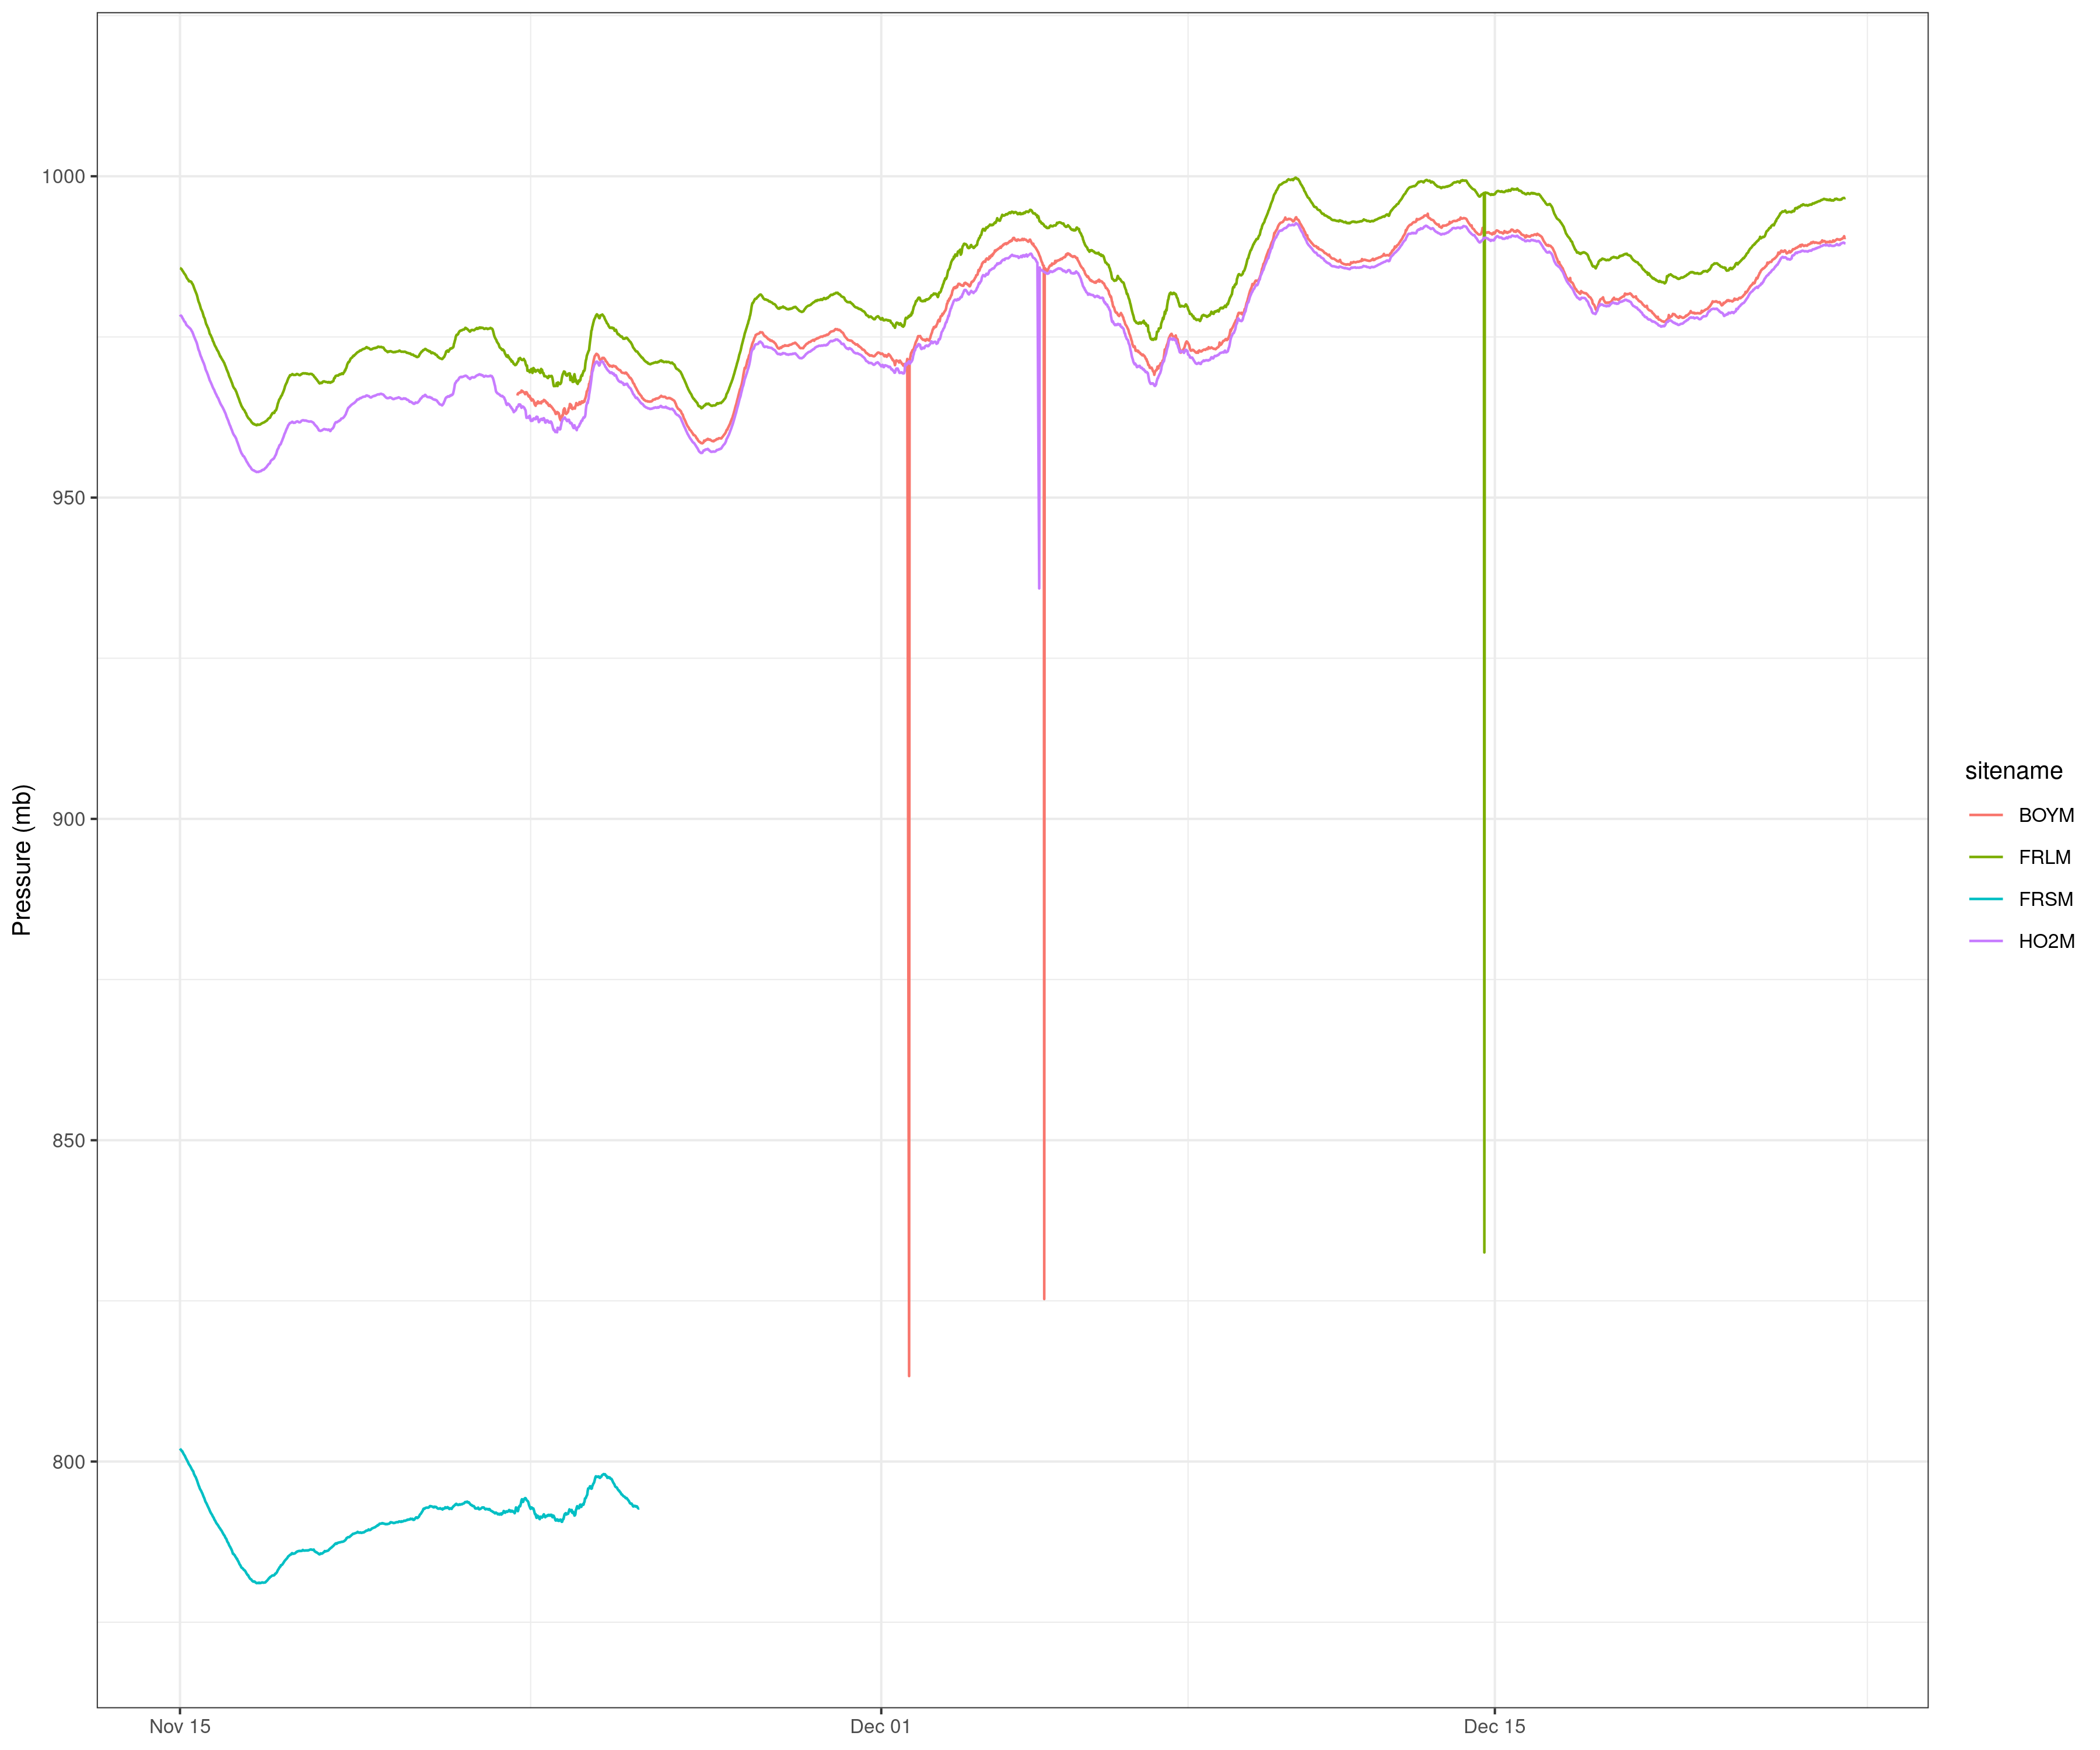 Pressure (mb)
1000
950
900
850
800
Nov 15
Dec 01
Dec 15
sitename
BOYM
FRLM
FRSM
HO2M